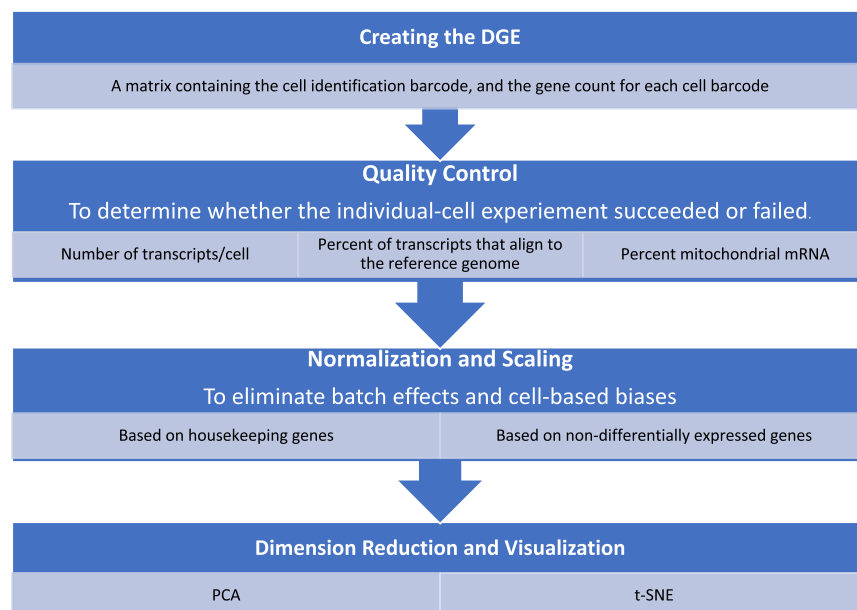 Creating the DGE
A matrix containing the cell identification barcode, and the gene count for each cell barcode
Quality Control
To determine whether the individual-cell experiement succeeded or failed.
Number of transcripts/cell
Percent of transcripts that align to
the reference genome
Percent mitochondrial mRNA
Normalization and Scaling
To eliminate batch effects and cell-based biases
Based on housekeeping genes
Based on non-differentially expressed genes
Dimension Reduction and Visualization
PCA
t-SNE